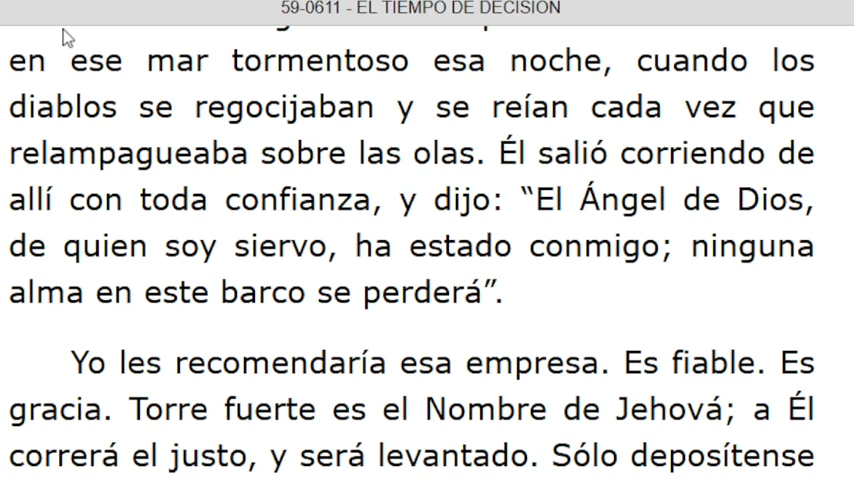 59-0611 - EL TIEMPO DE DECISIÓN
en ese mar tormentoso esa noche, cuando los
diablos se regocijaban y se reían cada vez que
relampagueaba sobre las olas. Él salió corriendo de
allí con toda confianza, y dijo: “El Ángel de Dios,
de quien soy siervo, ha estado conmigo; ninguna
alma en este barco se perderá”.
Yo les recomendaría esa empresa. Es fiable. Es
gracia. Torre fuerte es el Nombre de Jehová; a Él
correrá el justo, y será levantado. Sólo deposítense